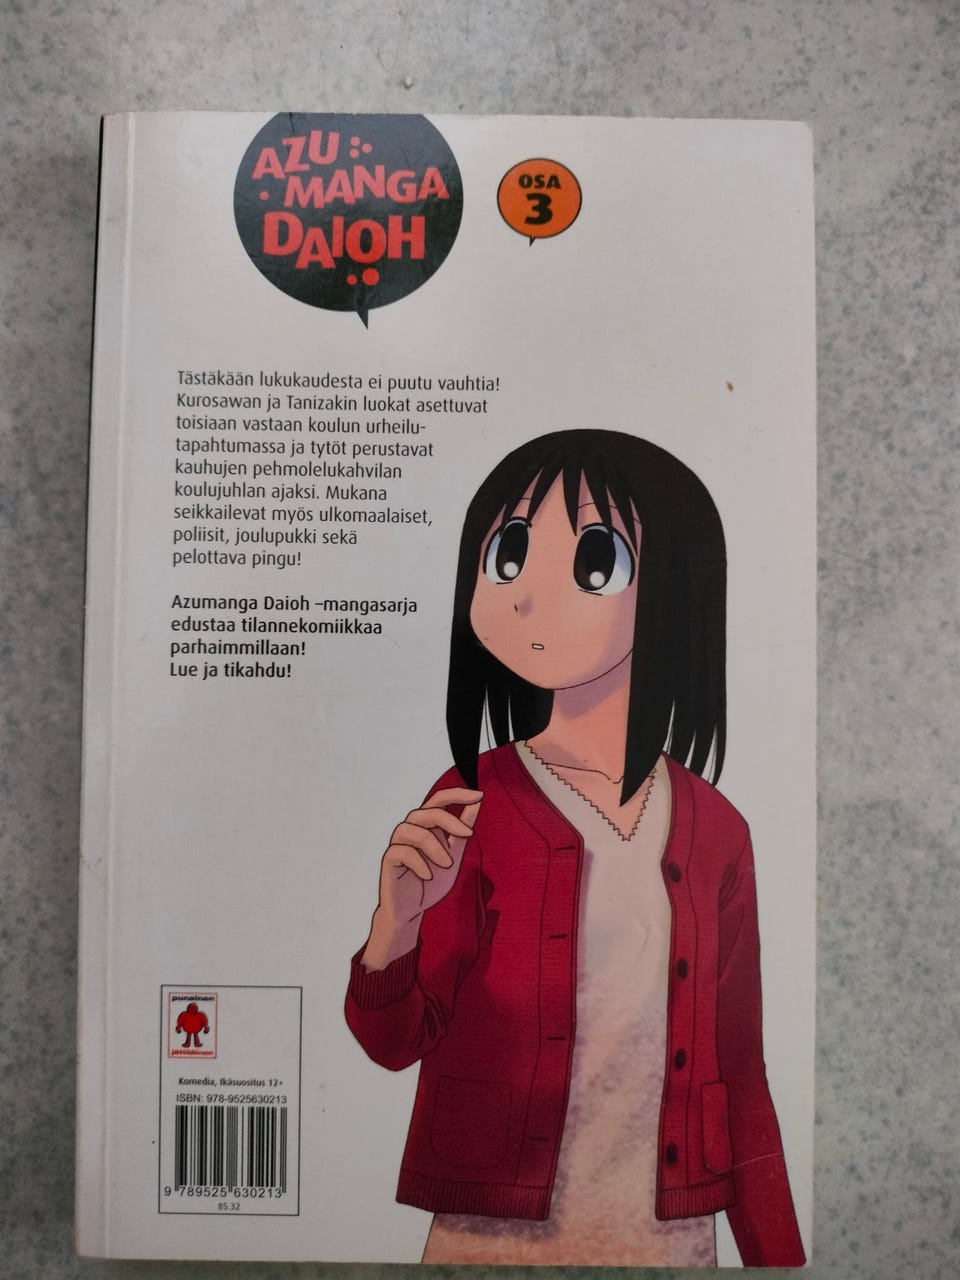 AZU
MANGA
DAIOH
OSA
3
Tästäkään lukukaudesta ei puutu vauhtia!
Kurosawan ja Tanizakin luokat asettuvat
toisiaan vastaan koulun urheilu-
tapahtumassa ja tytöt perustavat
kauhujen pehmolelukahvilan
koulujuhlan ajaksi. Mukana
seikkailevat myös ulkomaalaiset,
poliisit, joulupukki sekä
pelottava pingu!
Azumanga Daioh –mangasarja
edustaa tilannekomiikkaa
parhaimmillaan!
Lue ja tikahdu!
punainen
jättiläinen
Komedia, Ikäsuositus 12+
ISBN: 978-9525630213
9 789525 630213
85.32